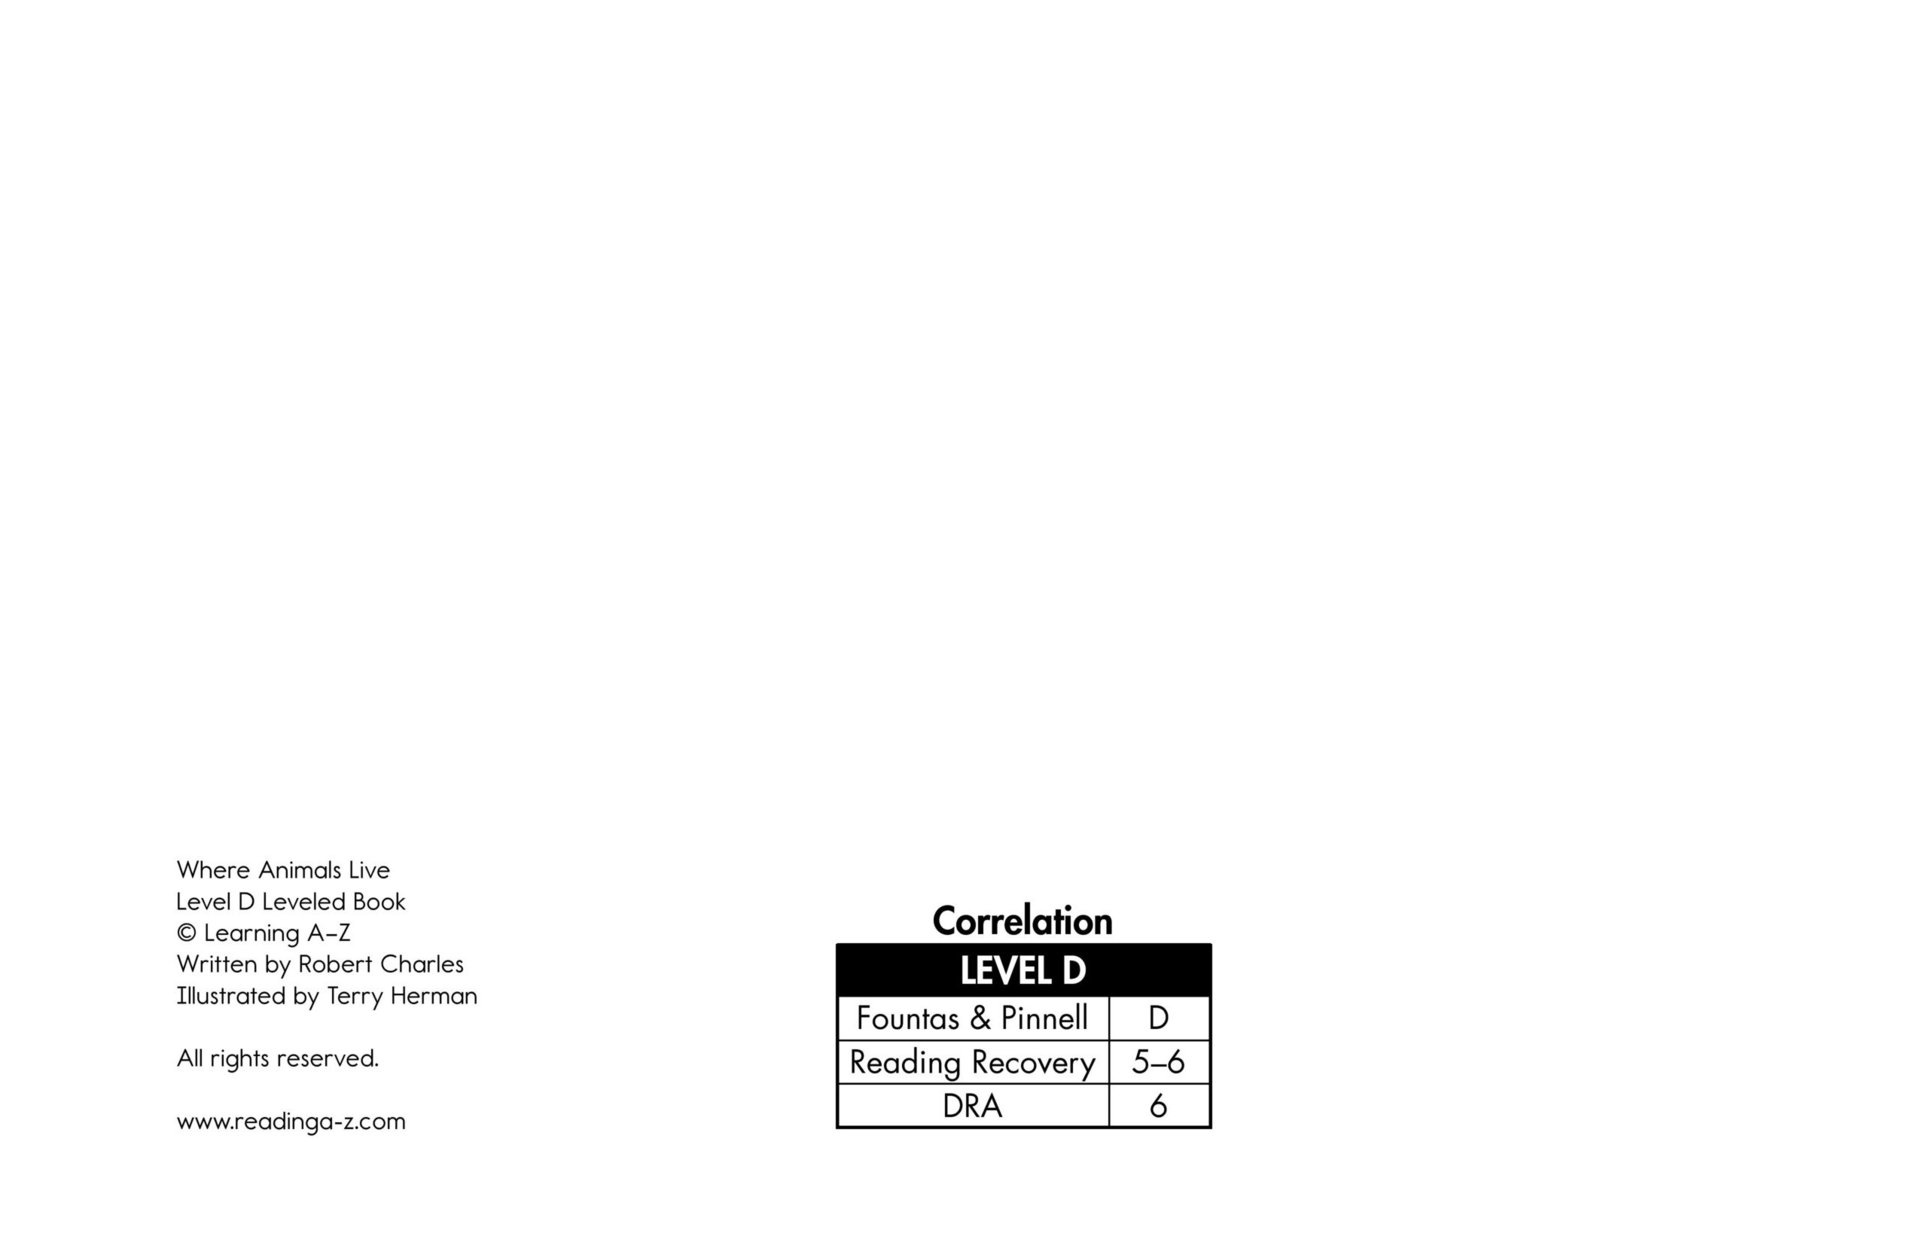 Where Animals Live
Level D Leveled Book
© Learning A–Z
Written by Robert Charles
Illustrated by Terry Herman
All rights reserved.
www.readinga-z.com
Correlation
LEVEL D
Fountas & Pinnell D
Reading Recovery 5–6
DRA 6